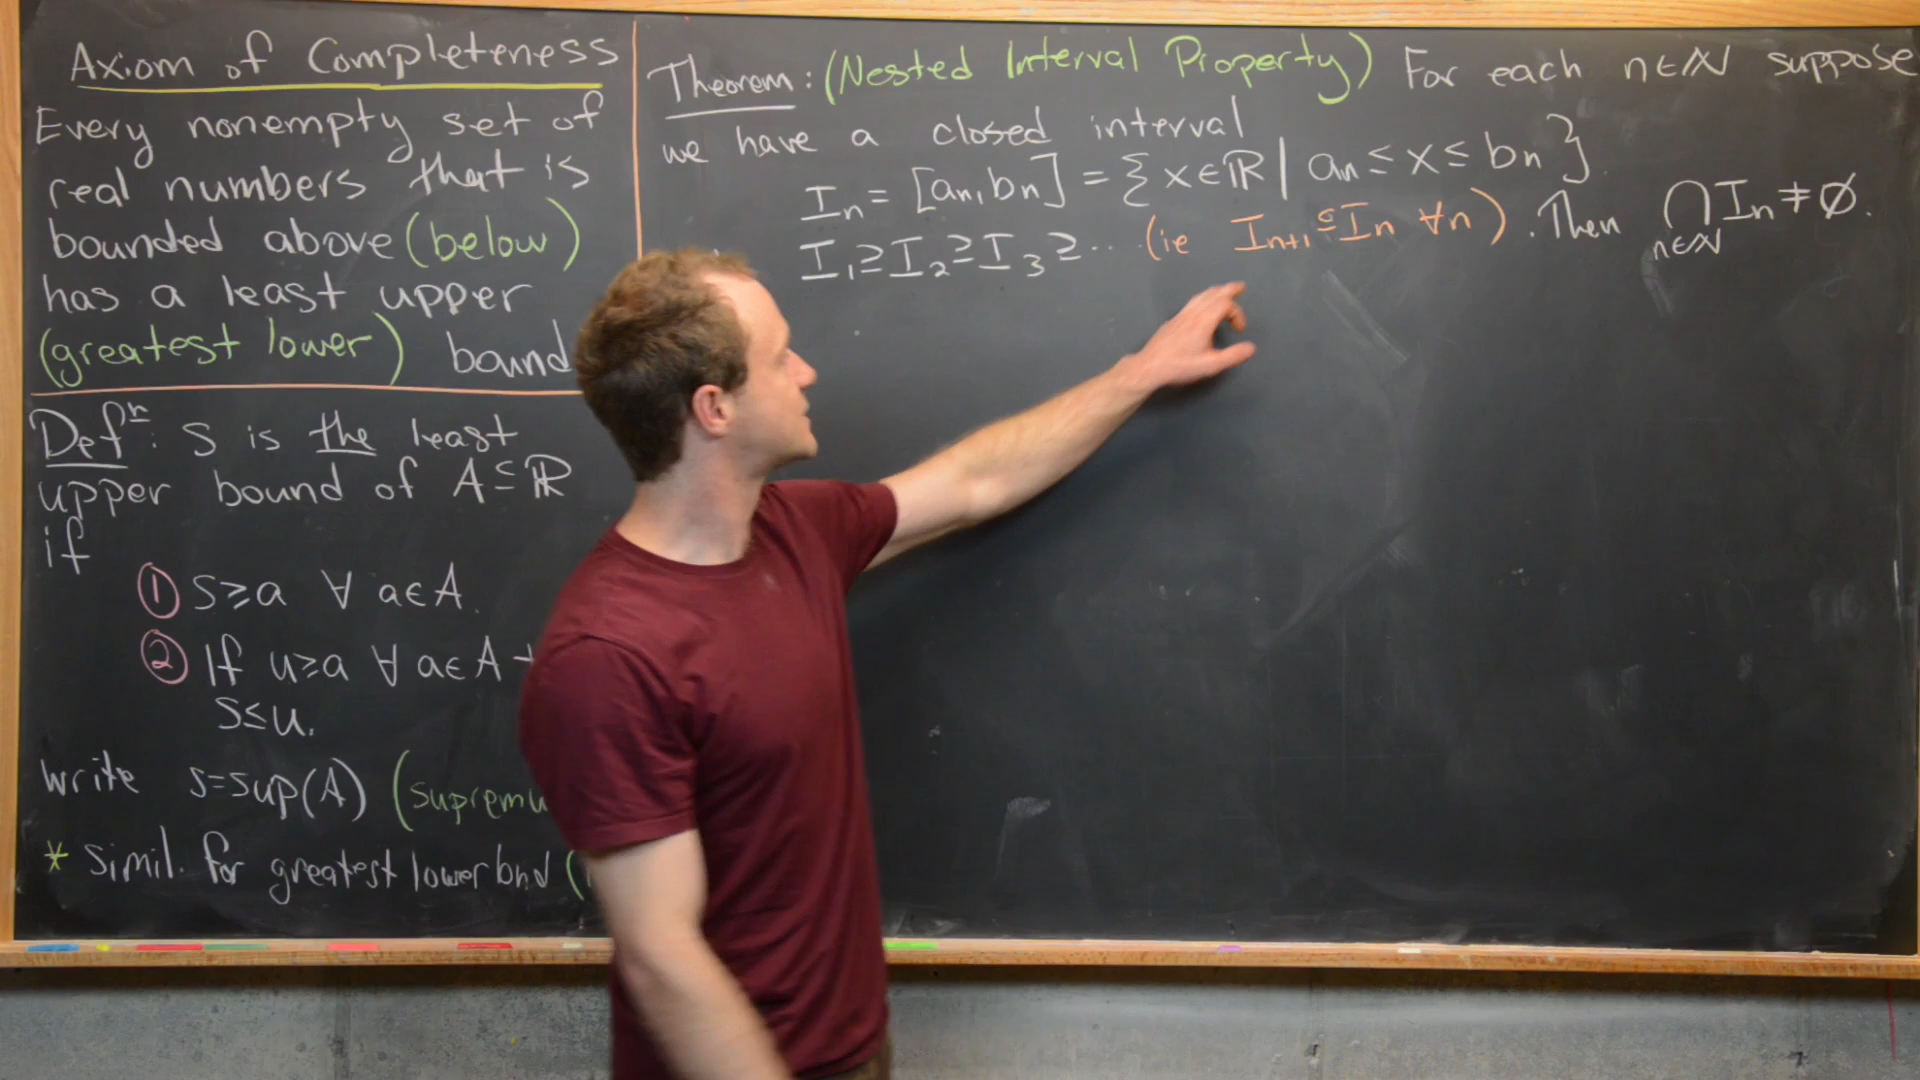 Axiom of Completeness
Every nonempty set of
real numbers that is
bounded above (below)
has a least upper
(greatest lower) bound
Defⁿ: S is the least
upper bound of A ⊆ ℝ
if
① s ≥ a ∀ a ∈ A.
② If u ≥ a ∀ a ∈ A
s ≤ u.
write s = sup(A) (supremu
* Simil. for greatest lower bnd (
Theorem: (Nested Interval Property) For each n ∈ ℕ suppose
we have a closed interval
Iₙ = [aₙ, bₙ] = { x ∈ ℝ | aₙ ≤ x ≤ bₙ }.
I₁ ⊇ I₂ ⊇ I₃ ⊇ ... (ie Iₙ₊₁ ⊆ Iₙ ∀n). Then ⋂ Iₙ ≠ ∅.
n ∈ ℕ